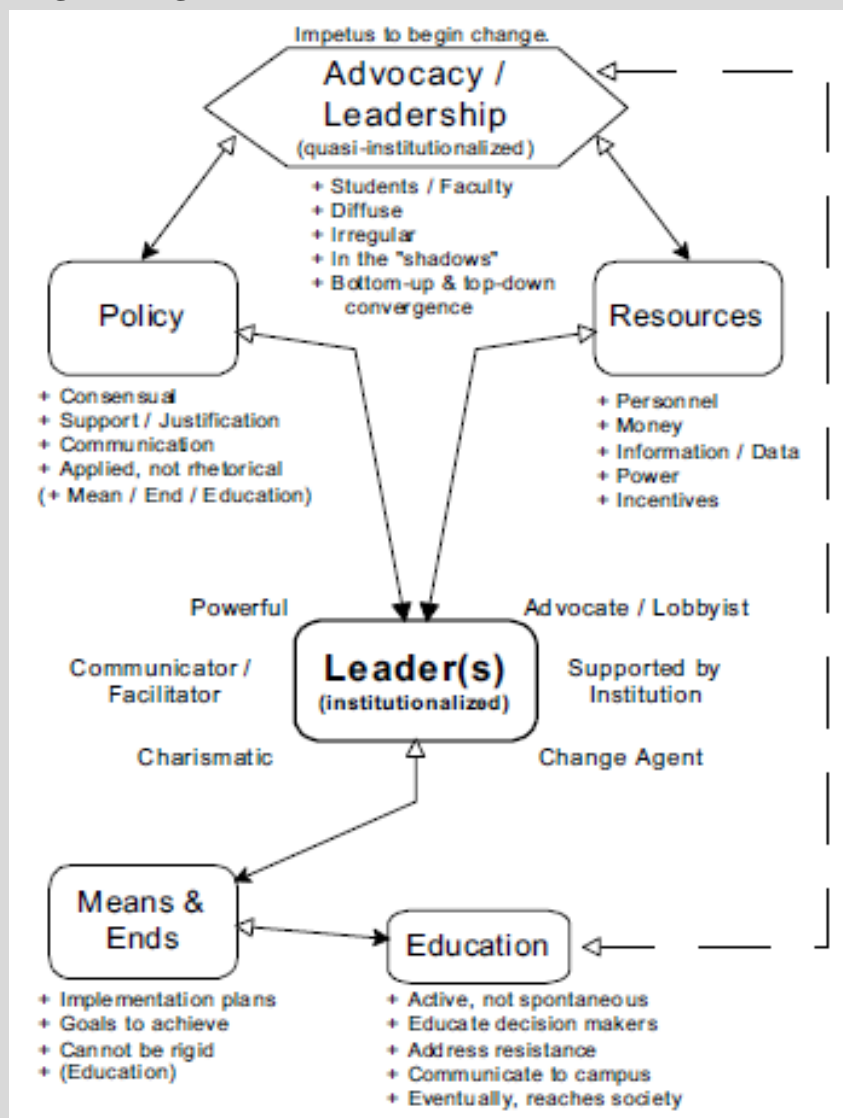 Impetus to begin change.
Advocacy /
Leadership
(quasi-institutionalized)
+ Students / Faculty
+ Diffuse
+ Irregular
+ In the "shadows"
+ Bottom-up & top-down
convergence
Policy
+ Consensual
+ Support / Justification
+ Communication
+ Applied, not rhetorical
(+ Mean / End / Education)
Resources
+ Personnel
+ Money
+ Information / Data
+ Power
+ Incentives
Powerful
Advocate / Lobbyist
Communicator /
Facilitator
Leader(s)
(institutionalized)
Supported by
Institution
Charismatic
Change Agent
Means &
Ends
+ Implementation plans
+ Goals to achieve
+ Cannot be rigid
+ (Education)
Education
+ Active, not spontaneous
+ Educate decision makers
+ Address resistance
+ Communicate to campus
+ Eventually, reaches society